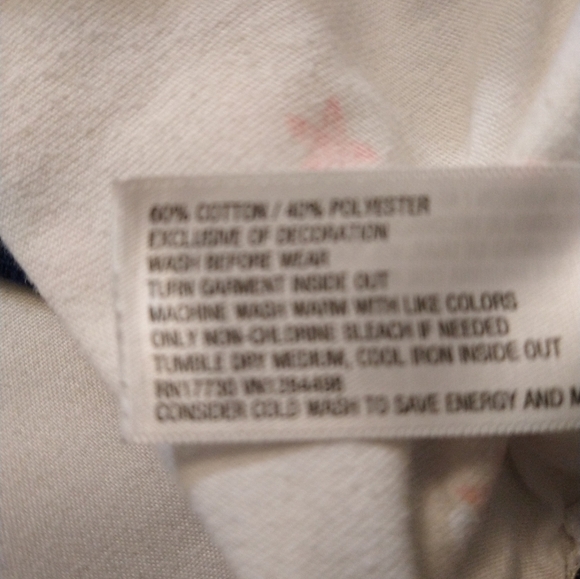 60% COTTON / 40% POLYESTER
EXCLUSIVE OF DECORATION
WASH BEFORE WEAR
TURN GARMENT INSIDE OUT
MACHINE WASH WARM WITH LIKE COLORS
ONLY NON-CHLORINE BLEACH IF NEEDED
TUMBLE DRY MEDIUM, COOL IRON INSIDE OUT
RN17730
CONSIDER COLD WASH TO SAVE ENERGY AND